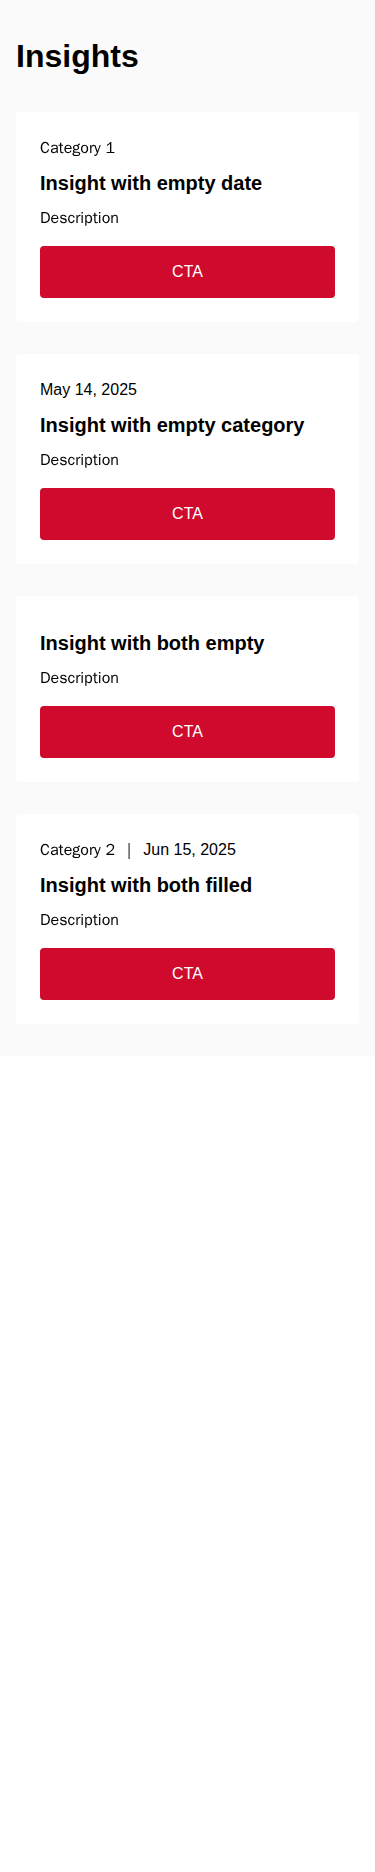 Insights
Category 1
Insight with empty date
Description
CTA
May 14, 2025
Insight with empty category
Description
CTA
Insight with both empty
Description
CTA
Category 2 | Jun 15, 2025
Insight with both filled
Description
CTA